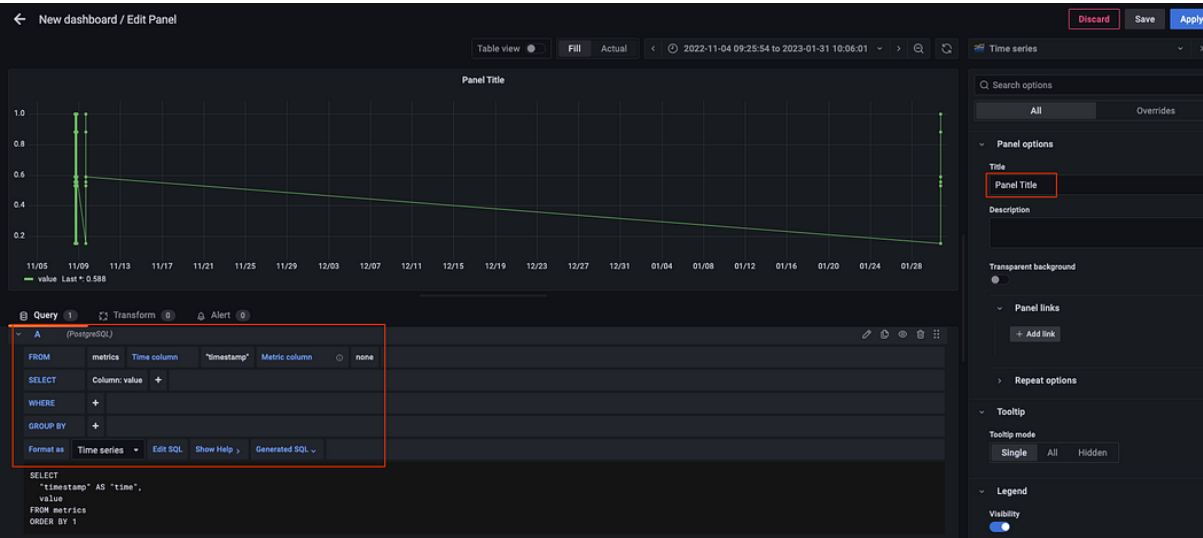 New dashboard / Edit Panel
Discard Save Apply
Table view Fill Actual 2022-11-04 09:25:54 to 2023-01-31 10:06:01
Time series
Panel Title
1.0
0.8
0.6
0.4
0.2
11/05 11/09 11/13 11/17 11/21 11/25 11/29 12/03 12/07 12/11 12/15 12/19 12/23 12/27 12/31 01/04 01/08 01/12 01/16 01/20 01/24 01/28
value Last *: 0.588
Query 1 Transform 0 Alert 0
A (PostgreSQL)
FROM metrics Time column "timestamp" Metric column none
SELECT Column: value +
WHERE +
GROUP BY +
Format as Time series Edit SQL Show Help > Generated SQL
SELECT
"timestamp" AS "time",
value
FROM metrics
ORDER BY 1
Search options
All Overrides
Panel options
Title
Panel Title
Description
Transparent background
Panel links
+ Add link
Repeat options
Tooltip
Tooltip mode
Single All Hidden
Legend
Visibility